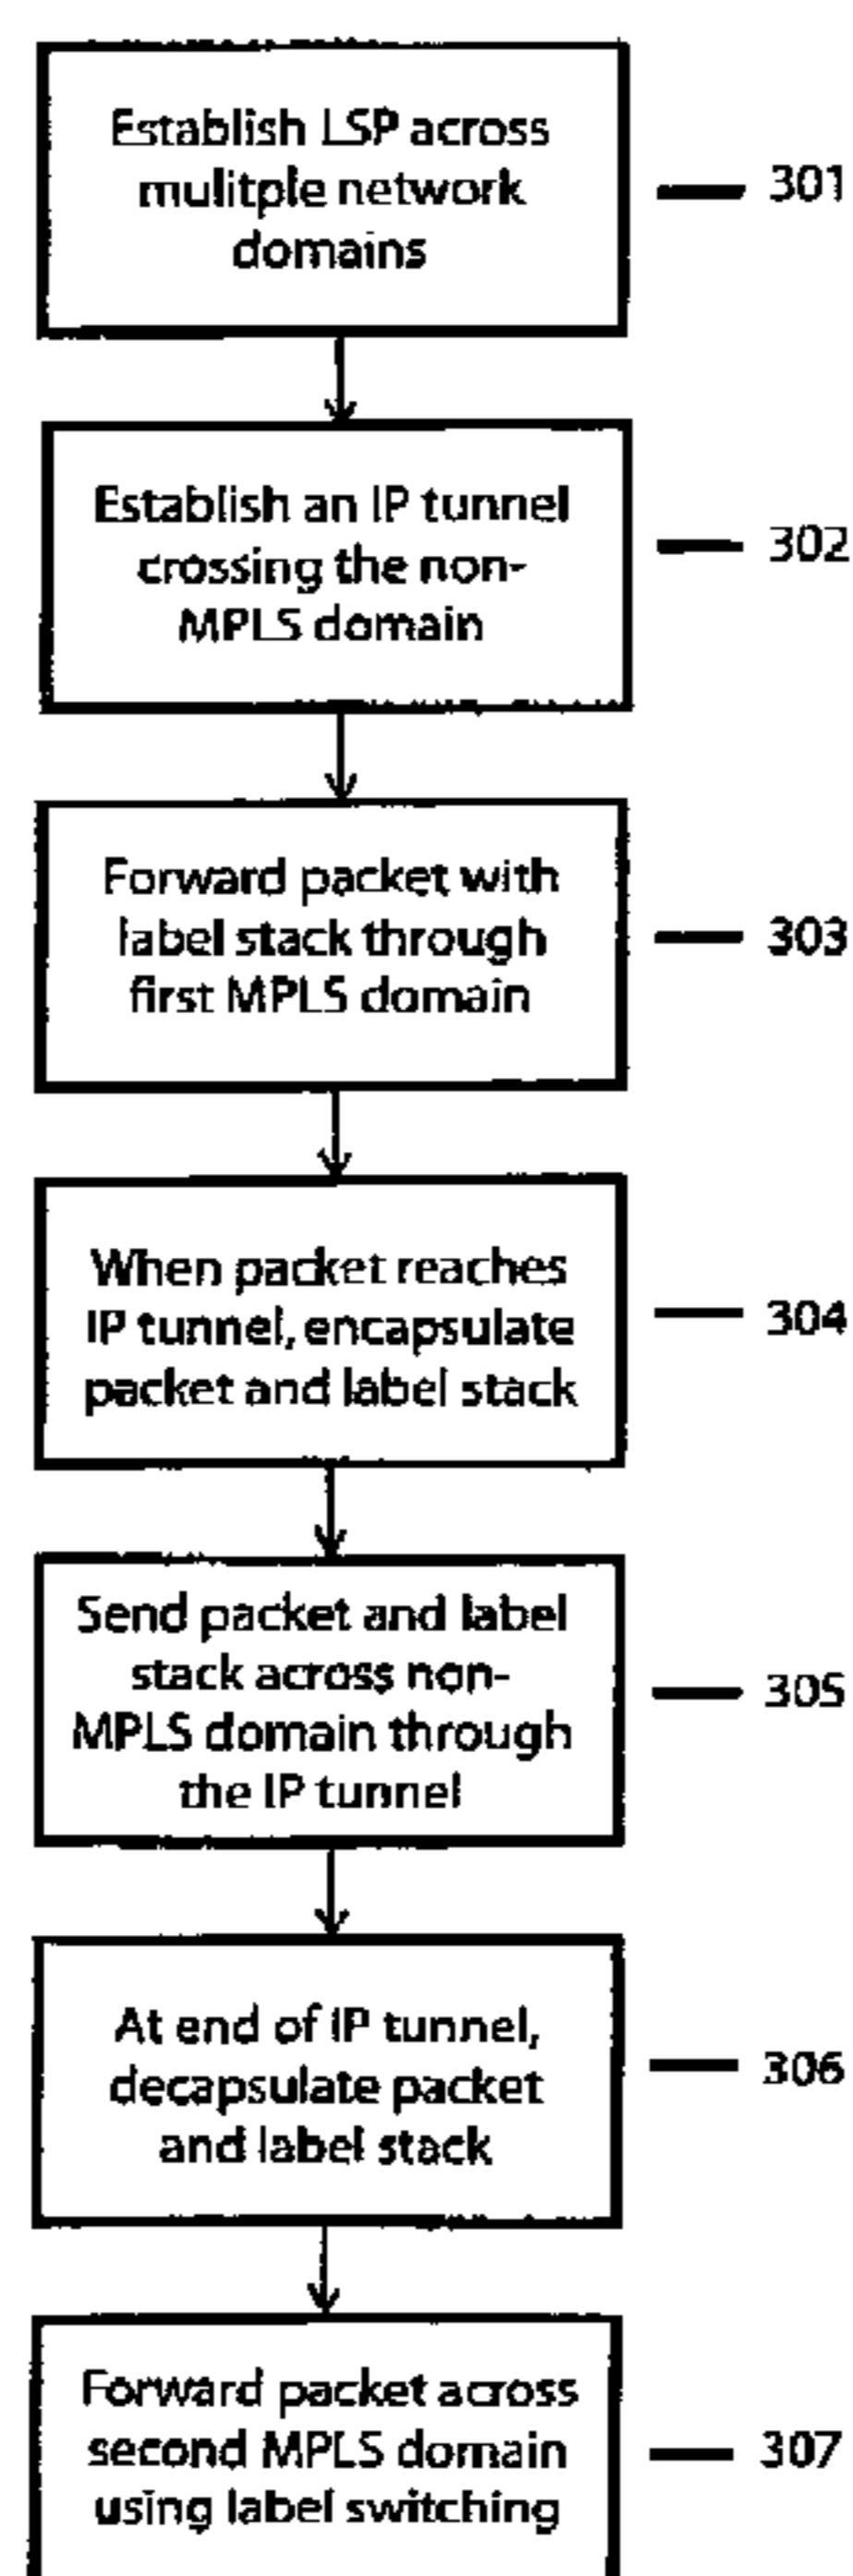 Establish LSP across
mulitple network
domains
301
Establish an IP tunnel
crossing the non-
MPLS domain
302
Forward packet with
label stack through
first MPLS domain
303
When packet reaches
IP tunnel, encapsulate
packet and label stack
304
Send packet and label
stack across non-
MPLS domain through
the IP tunnel
305
At end of IP tunnel,
decapsulate packet
and label stack
306
Forward packet across
second MPLS domain
using label switching
307